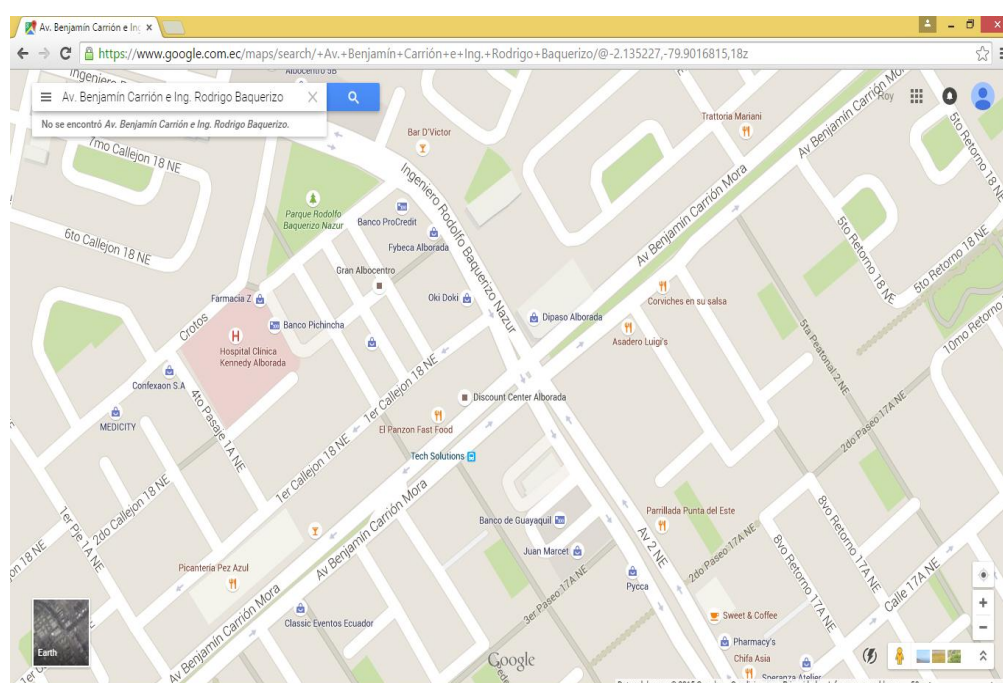 Av. Benjamín Carrión e Ing
https://www.google.com.ec/maps/search/+Av.+Benjamín+Carrión+e+Ing.+Rodrigo+Baquerizo/@-2.135227,-79.9016815,18z
Av. Benjamín Carrión e Ing. Rodrigo Baquerizo
No se encontró Av. Benjamín Carrión e Ing. Rodrigo Baquerizo.
Roy
Albocentro 5B
Trattoria Mariani
Bar D'Victor
Av Benjamín Carrión Mora
5to Retorno 18 NE
7mo Callejon 18 NE
Ingeniero Rodolfo Baquerizo Nazur
Parque Rodolfo
Baquerizo Nazur
Banco ProCredit
Fybeca Alborada
6to Callejon 18 NE
Av Benjamín Carrión Mora
5to Retorno 18 NE
5to Retorno 18 NE
Gran Albocentro
Farmacia Z
Oki Doki
Corviches en su salsa
Crotos
Banco Pichincha
Dipaso Alborada
Asadero Luigi's
5ta Peatonal 2 NE
10mo Retorno
Hospital Clínica
Kennedy Alborada
1er Callejon 18 NE
Confexaon S.A
4to Pasaje 1A NE
Discount Center Alborada
MEDICITY
El Panzon Fast Food
2do Paseo 17A NE
Tech Solutions
1er Callejon 18 NE
Av Benjamín Carrión Mora
2do Callejon 18 NE
1er Pje 1A NE
Parrillada Punta del Este
Banco de Guayaquil
Juan Marcet
Av 2 NE
8vo Retorno 17A NE
8vo Retorno 17A NE
2do Paseo 17A NE
Picanteria Pez Azul
Pycca
3er Paseo 17A NE
Calle 17A NE
Av Benjamín Carrión Mora
Classic Eventos Ecuador
Sweet & Coffee
Pharmacy's
Chifa Asia
Earth
Google
Speranza Atelier